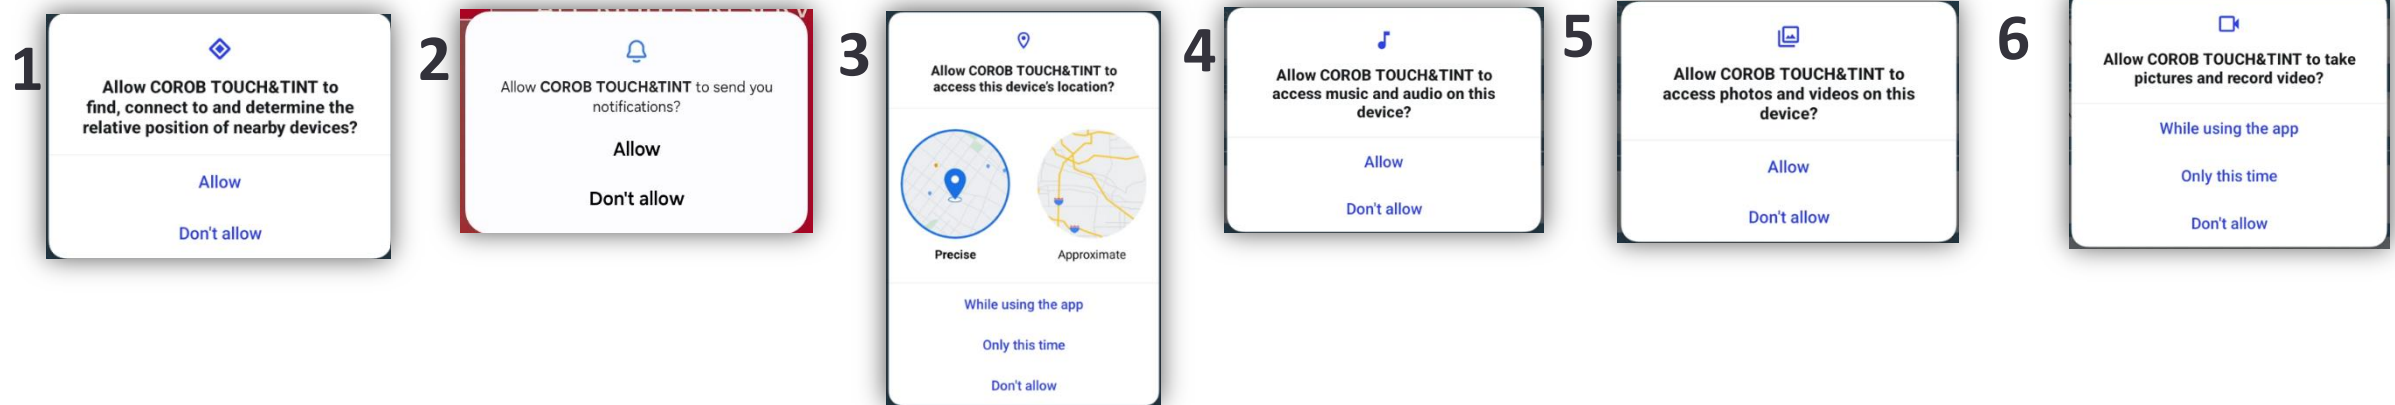 1
Allow COROB TOUCH&TINT to
find, connect to and determine the
relative position of nearby devices?
Allow
Don't allow
2
Allow COROB TOUCH&TINT to send you
notifications?
Allow
Don't allow
3
Allow COROB TOUCH&TINT to
access this device's location?
Precise
Approximate
While using the app
Only this time
Don't allow
4
Allow COROB TOUCH&TINT to
access music and audio on this
device?
Allow
Don't allow
5
Allow COROB TOUCH&TINT to
access photos and videos on this
device?
Allow
Don't allow
6
Allow COROB TOUCH&TINT to take
pictures and record video?
While using the app
Only this time
Don't allow